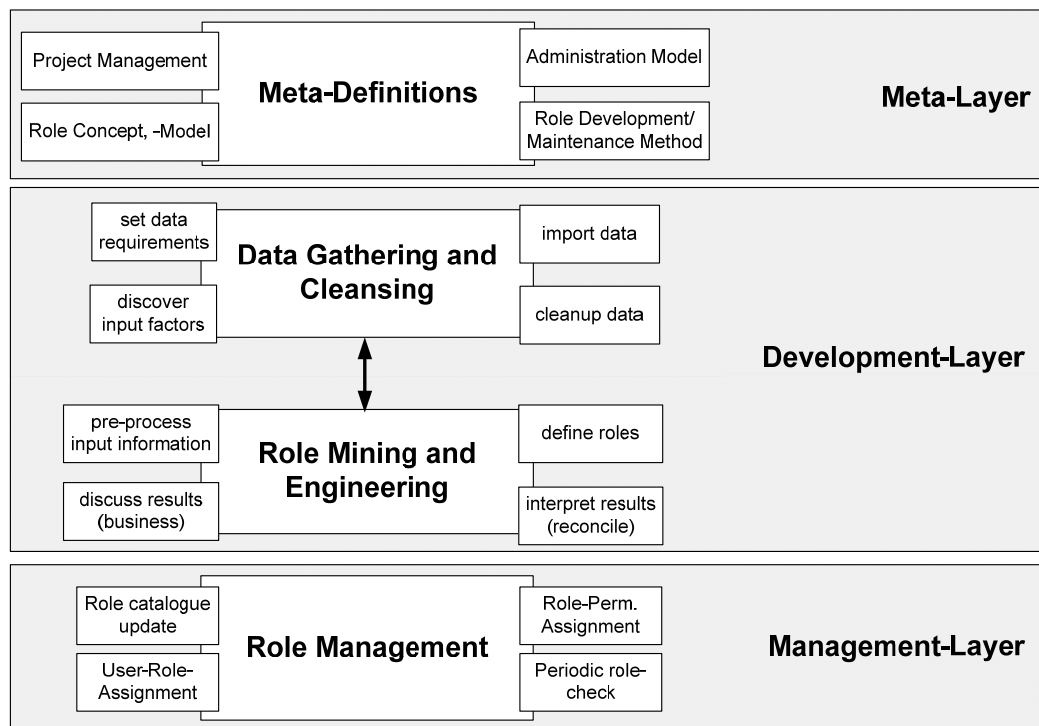 Project Management
Role Concept, -Model
Meta-Definitions
Administration Model
Role Development/
Maintenance Method
Meta-Layer
set data
requirements
discover
input factors
Data Gathering and
Cleansing
import data
cleanup data
Development-Layer
pre-process
input information
discuss results
(business)
Role Mining and
Engineering
define roles
interpret results
(reconcile)
Role catalogue
update
User-Role-
Assignment
Role Management
Role-Perm.
Assignment
Periodic role-
check
Management-Layer